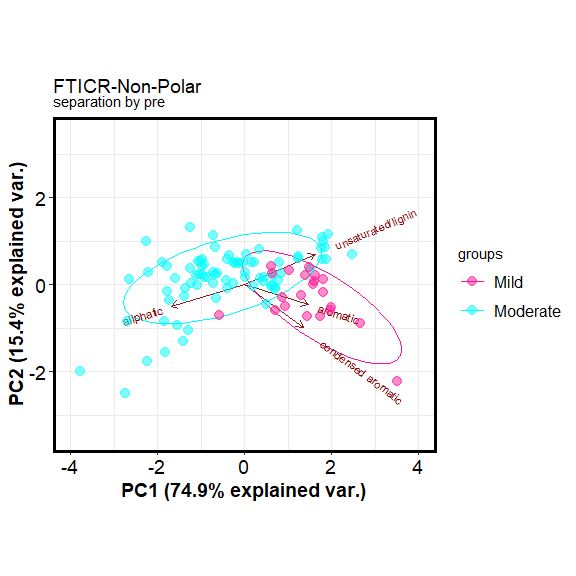 FTICR-Non-Polar
separation by pre
PC2 (15.4% explained var.)
2
0
-2
unsaturated/lignin
aliphatic
aromatic
condensed aromatic
groups
Mild
Moderate
-4
-2
0
2
4
PC1 (74.9% explained var.)